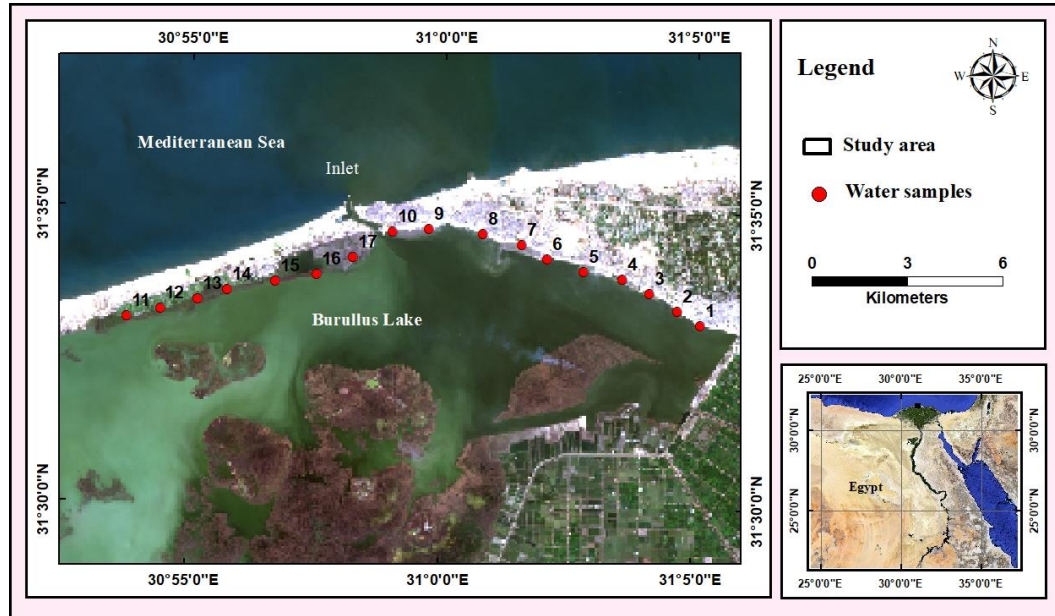 30°55'0"E 31°0'0"E 31°5'0"E
Mediterranean Sea
Inlet
31°35'0"N
31°35'0"N
10 9
8
7
6
5
4
3
2
1
17
16
15
14
13
12
11
Burullus Lake
31°30'0"N
31°30'0"N
30°55'0"E 31°0'0"E 31°5'0"E
Legend
N
W E
S
Study area
Water samples
0 3 6
Kilometers
25°0'0"E 30°0'0"E 35°0'0"E
30°0'0"N
30°0'0"N
Egypt
25°0'0"N
25°0'0"N
25°0'0"E 30°0'0"E 35°0'0"E